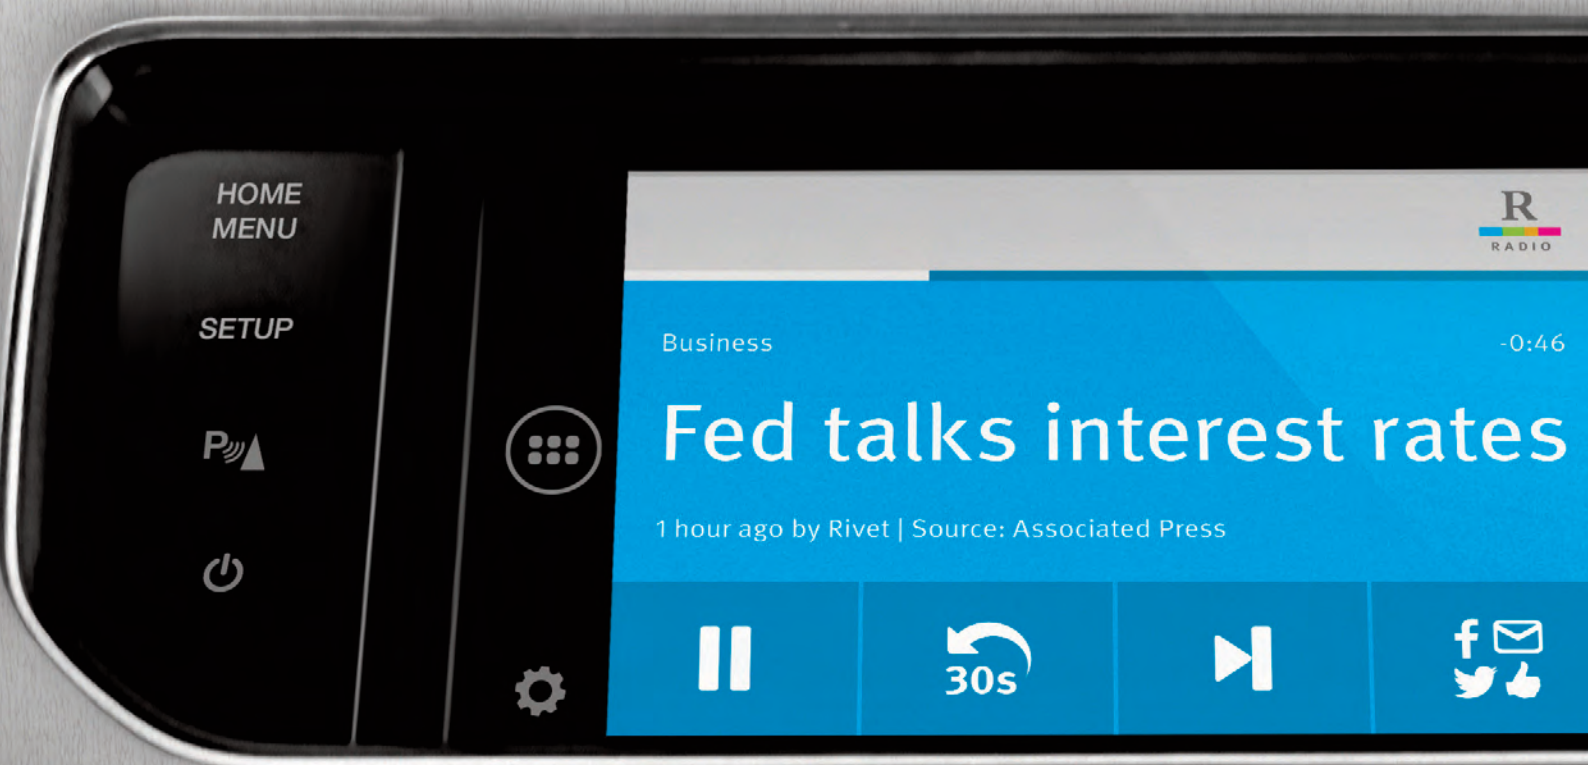 HOME
MENU
SETUP
P
R
RADIO
Business
-0:46
Fed talks interest rates
1 hour ago by Rivet | Source: Associated Press
30s
f